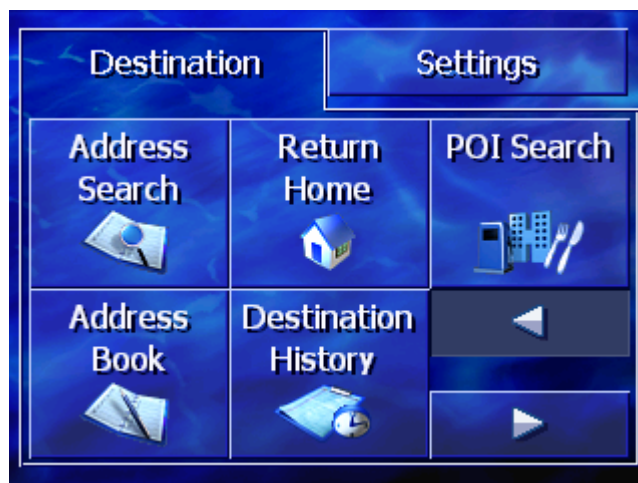 Destination
Settings
Address
Search
Return
Home
POI Search
Address
Book
Destination
History